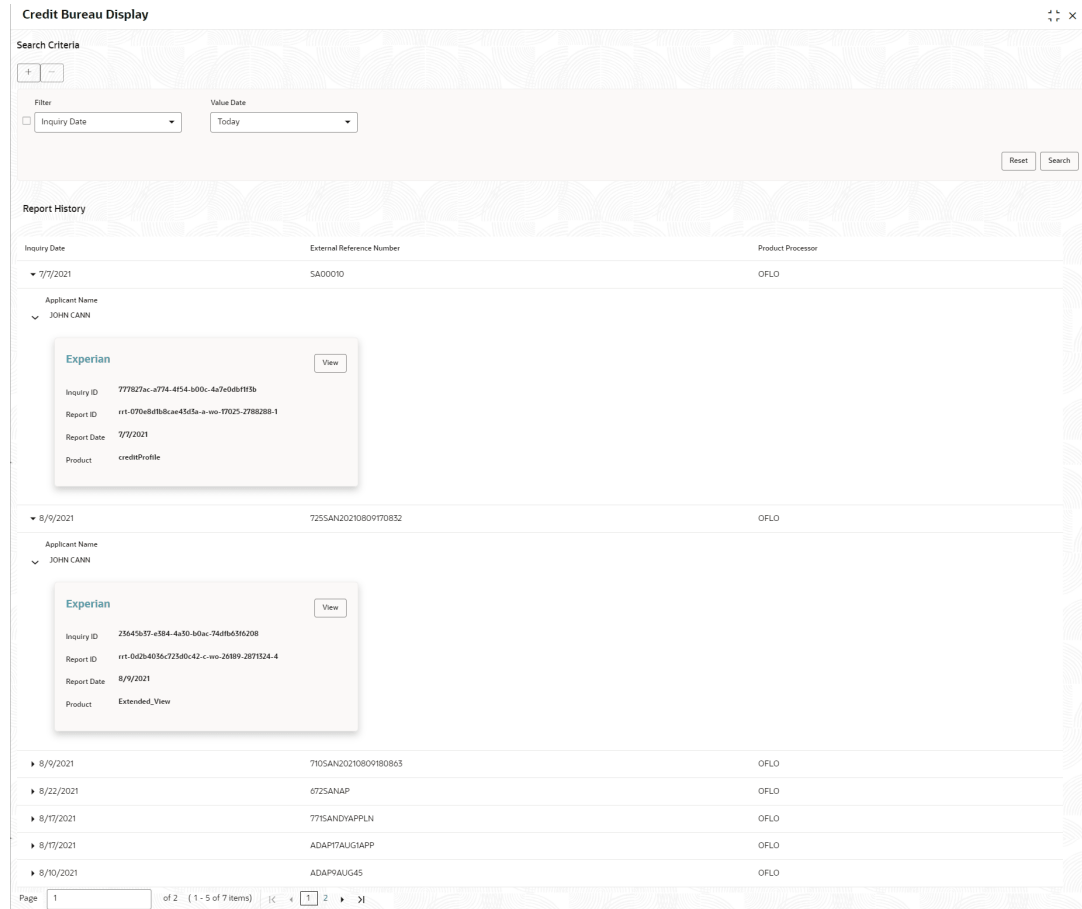 Credit Bureau Display
Search Criteria
Filter Value Date
Inquiry Date Today
Reset Search
Report History
Inquiry Date External Reference Number Product Processor
7/7/2021 SA00010 OFLO
Applicant Name
JOHN CANN
Experian View
Inquiry ID 777827ac-a774-4f54-b00c-4a7e0dbf1f3b
Report ID rrt-070e8d1b8cae43d3a-a-wo-17025-2788288-1
Report Date 7/7/2021
Product creditProfile
8/9/2021 725SAN20210809170832 OFLO
Applicant Name
JOHN CANN
Experian View
Inquiry ID 23645b37-e384-4a30-b0ac-74dfb63f6208
Report ID rrt-0d2b4036c723d0c42-c-wo-26189-2871324-4
Report Date 8/9/2021
Product Extended_View
8/9/2021 710SAN20210809180863 OFLO
8/22/2021 672SANAP OFLO
8/17/2021 771SANDYAPPLN OFLO
8/17/2021 ADAP17AUG1APP OFLO
8/10/2021 ADAP9AUG45 OFLO
Page 1 of 2 ( 1 - 5 of 7 items) 1 2